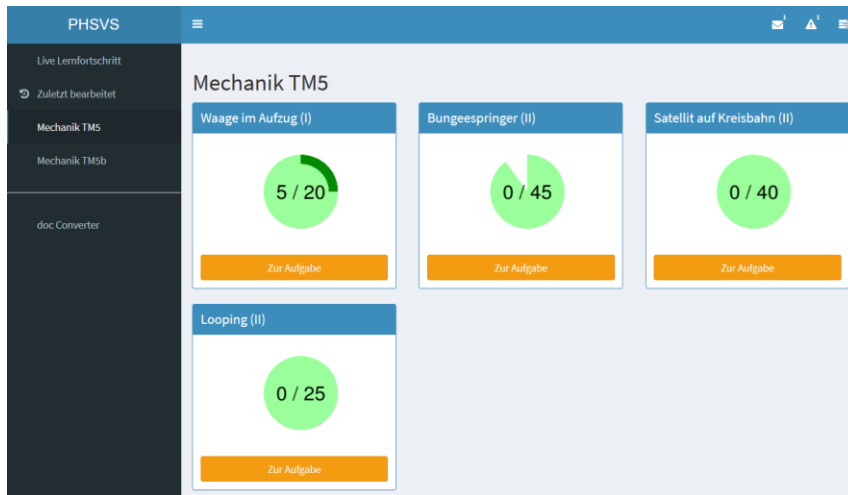 PHSVS
1
1
Live Lernfortschritt
Zuletzt bearbeitet
Mechanik TM5
Mechanik TM5b
doc Converter
Mechanik TM5
Waage im Aufzug (I)
5 / 20
Zur Aufgabe
Bungeespringer (II)
0 / 45
Zur Aufgabe
Satellit auf Kreisbahn (II)
0 / 40
Zur Aufgabe
Looping (II)
0 / 25
Zur Aufgabe